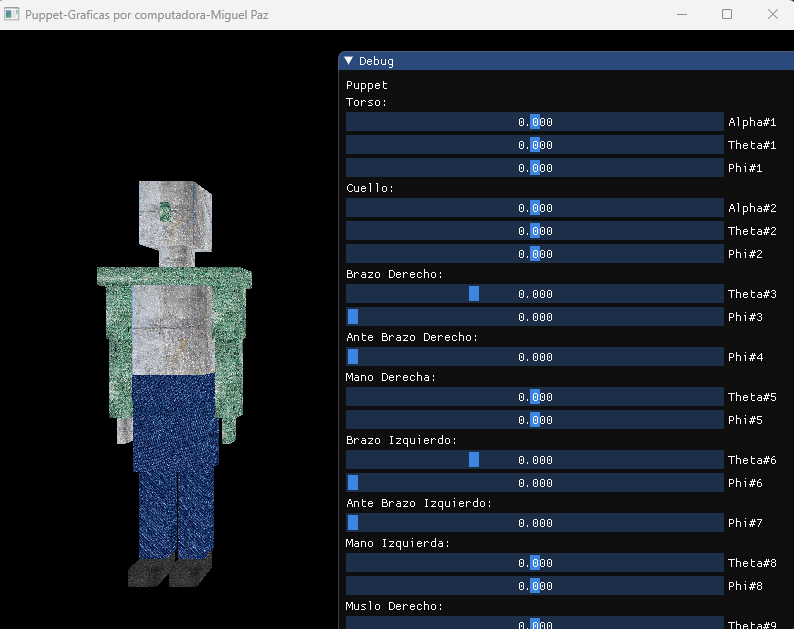 Puppet-Graficas por computadora-Miguel Paz
Debug
Puppet
Torso:
0.000 Alpha#1
0.000 Theta#1
0.000 Phi#1
Cuello:
0.000 Alpha#2
0.000 Theta#2
0.000 Phi#2
Brazo Derecho:
0.000 Theta#3
0.000 Phi#3
Ante Brazo Derecho:
0.000 Phi#4
Mano Derecha:
0.000 Theta#5
0.000 Phi#5
Brazo Izquierdo:
0.000 Theta#6
0.000 Phi#6
Ante Brazo Izquierdo:
0.000 Phi#7
Mano Izquierda:
0.000 Theta#8
0.000 Phi#8
Muslo Derecho:
0.000 Theta#9